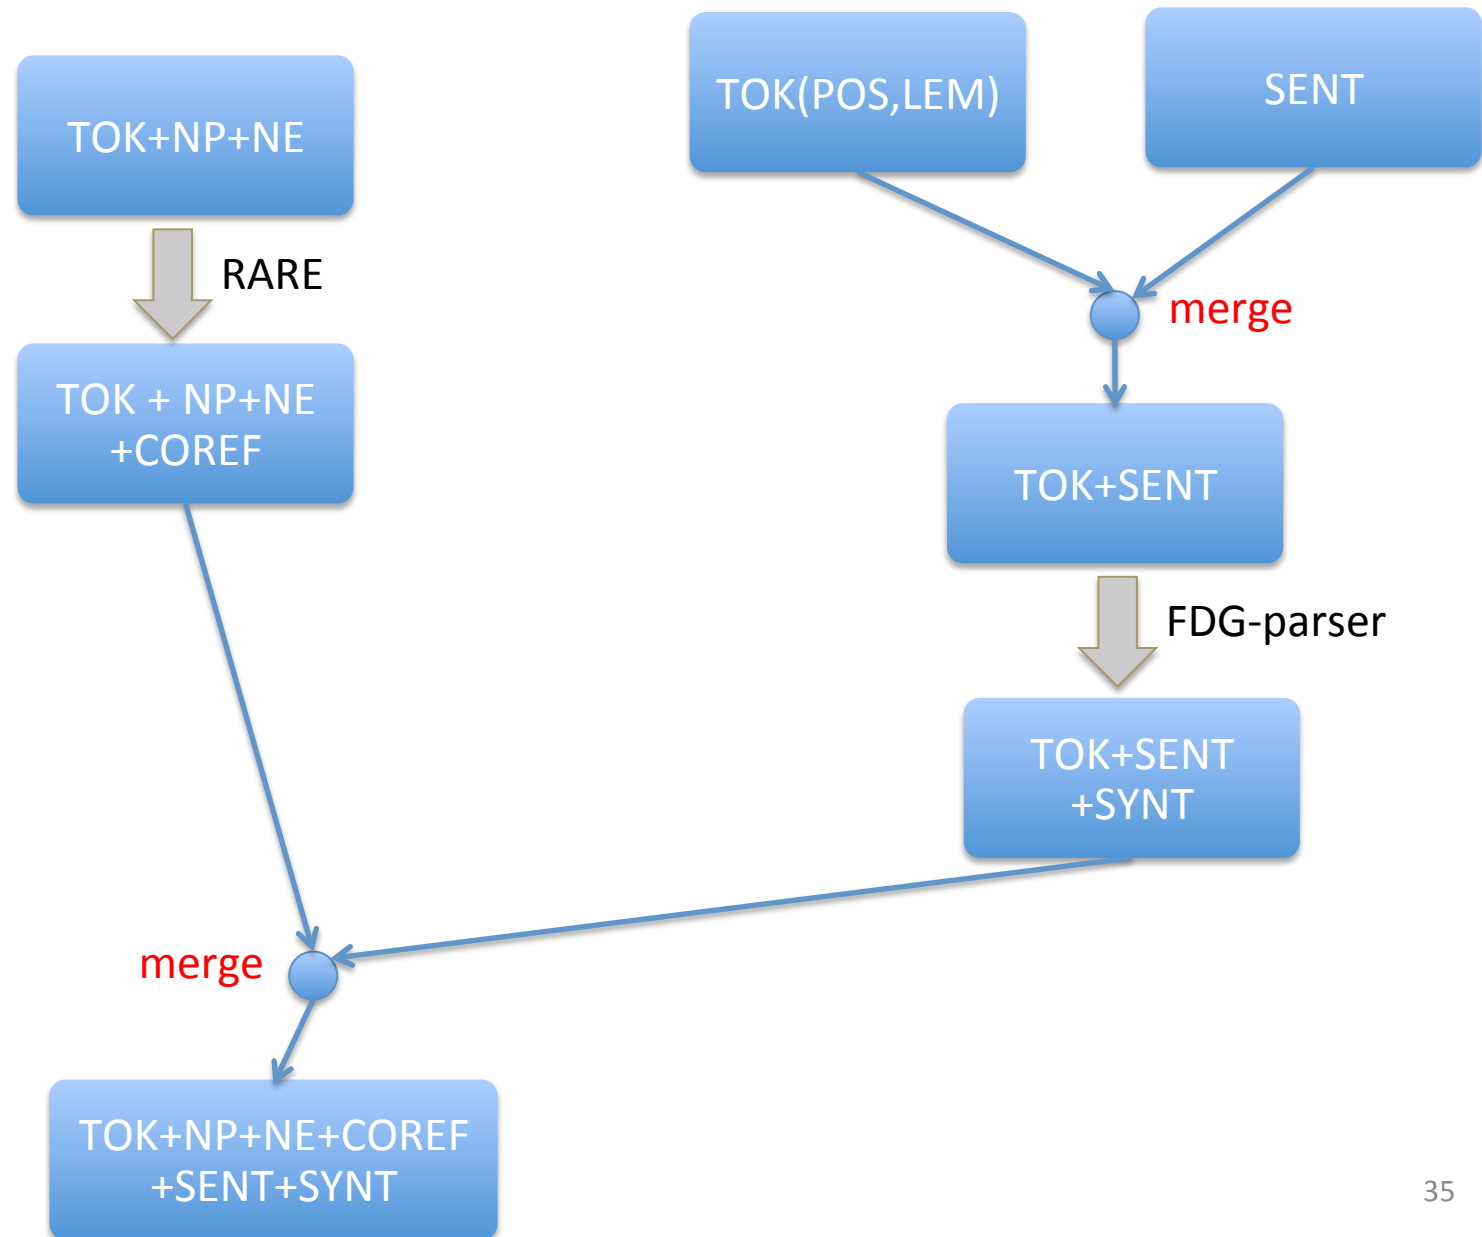 TOK+NP+NE
TOK(POS,LEM)
SENT
RARE
merge
TOK + NP+NE
+COREF
TOK+SENT
FDG-parser
TOK+SENT
+SYNT
merge
TOK+NP+NE+COREF
+SENT+SYNT
35